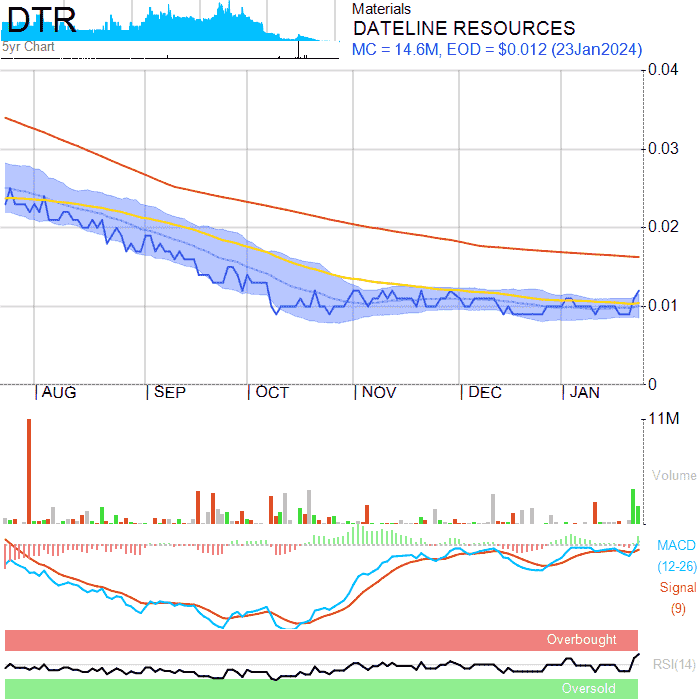 DTR
5yr Chart
Materials
DATELINE RESOURCES
MC = 14.6M, EOD = $0.012 (23Jan2024)
0.04
0.03
0.02
0.01
0
AUG SEP OCT NOV DEC JAN
11M
Volume
MACD
(12-26)
Signal
(9)
Overbought
RSI(14)
Oversold